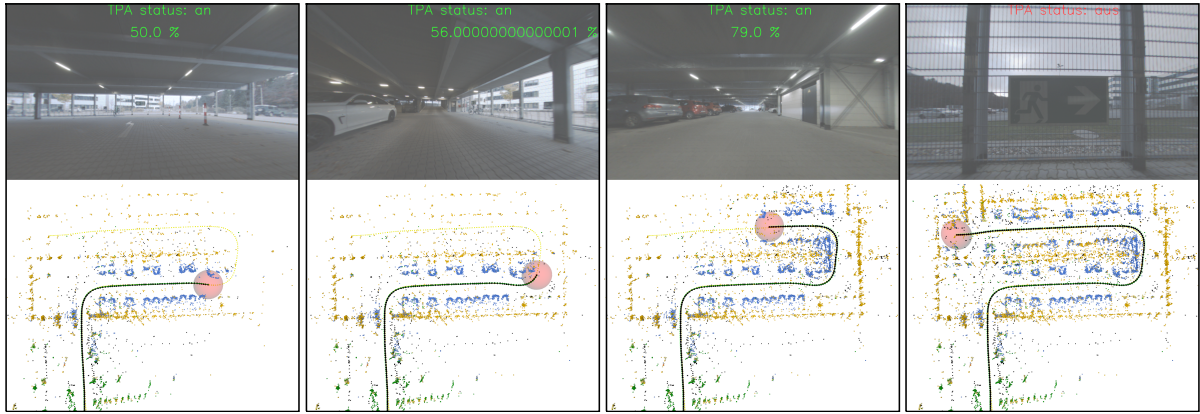 TPA status: an
50.0 %
TPA status: an
56.00000000000001 %
TPA status: an
79.0 %
TPA status: aus